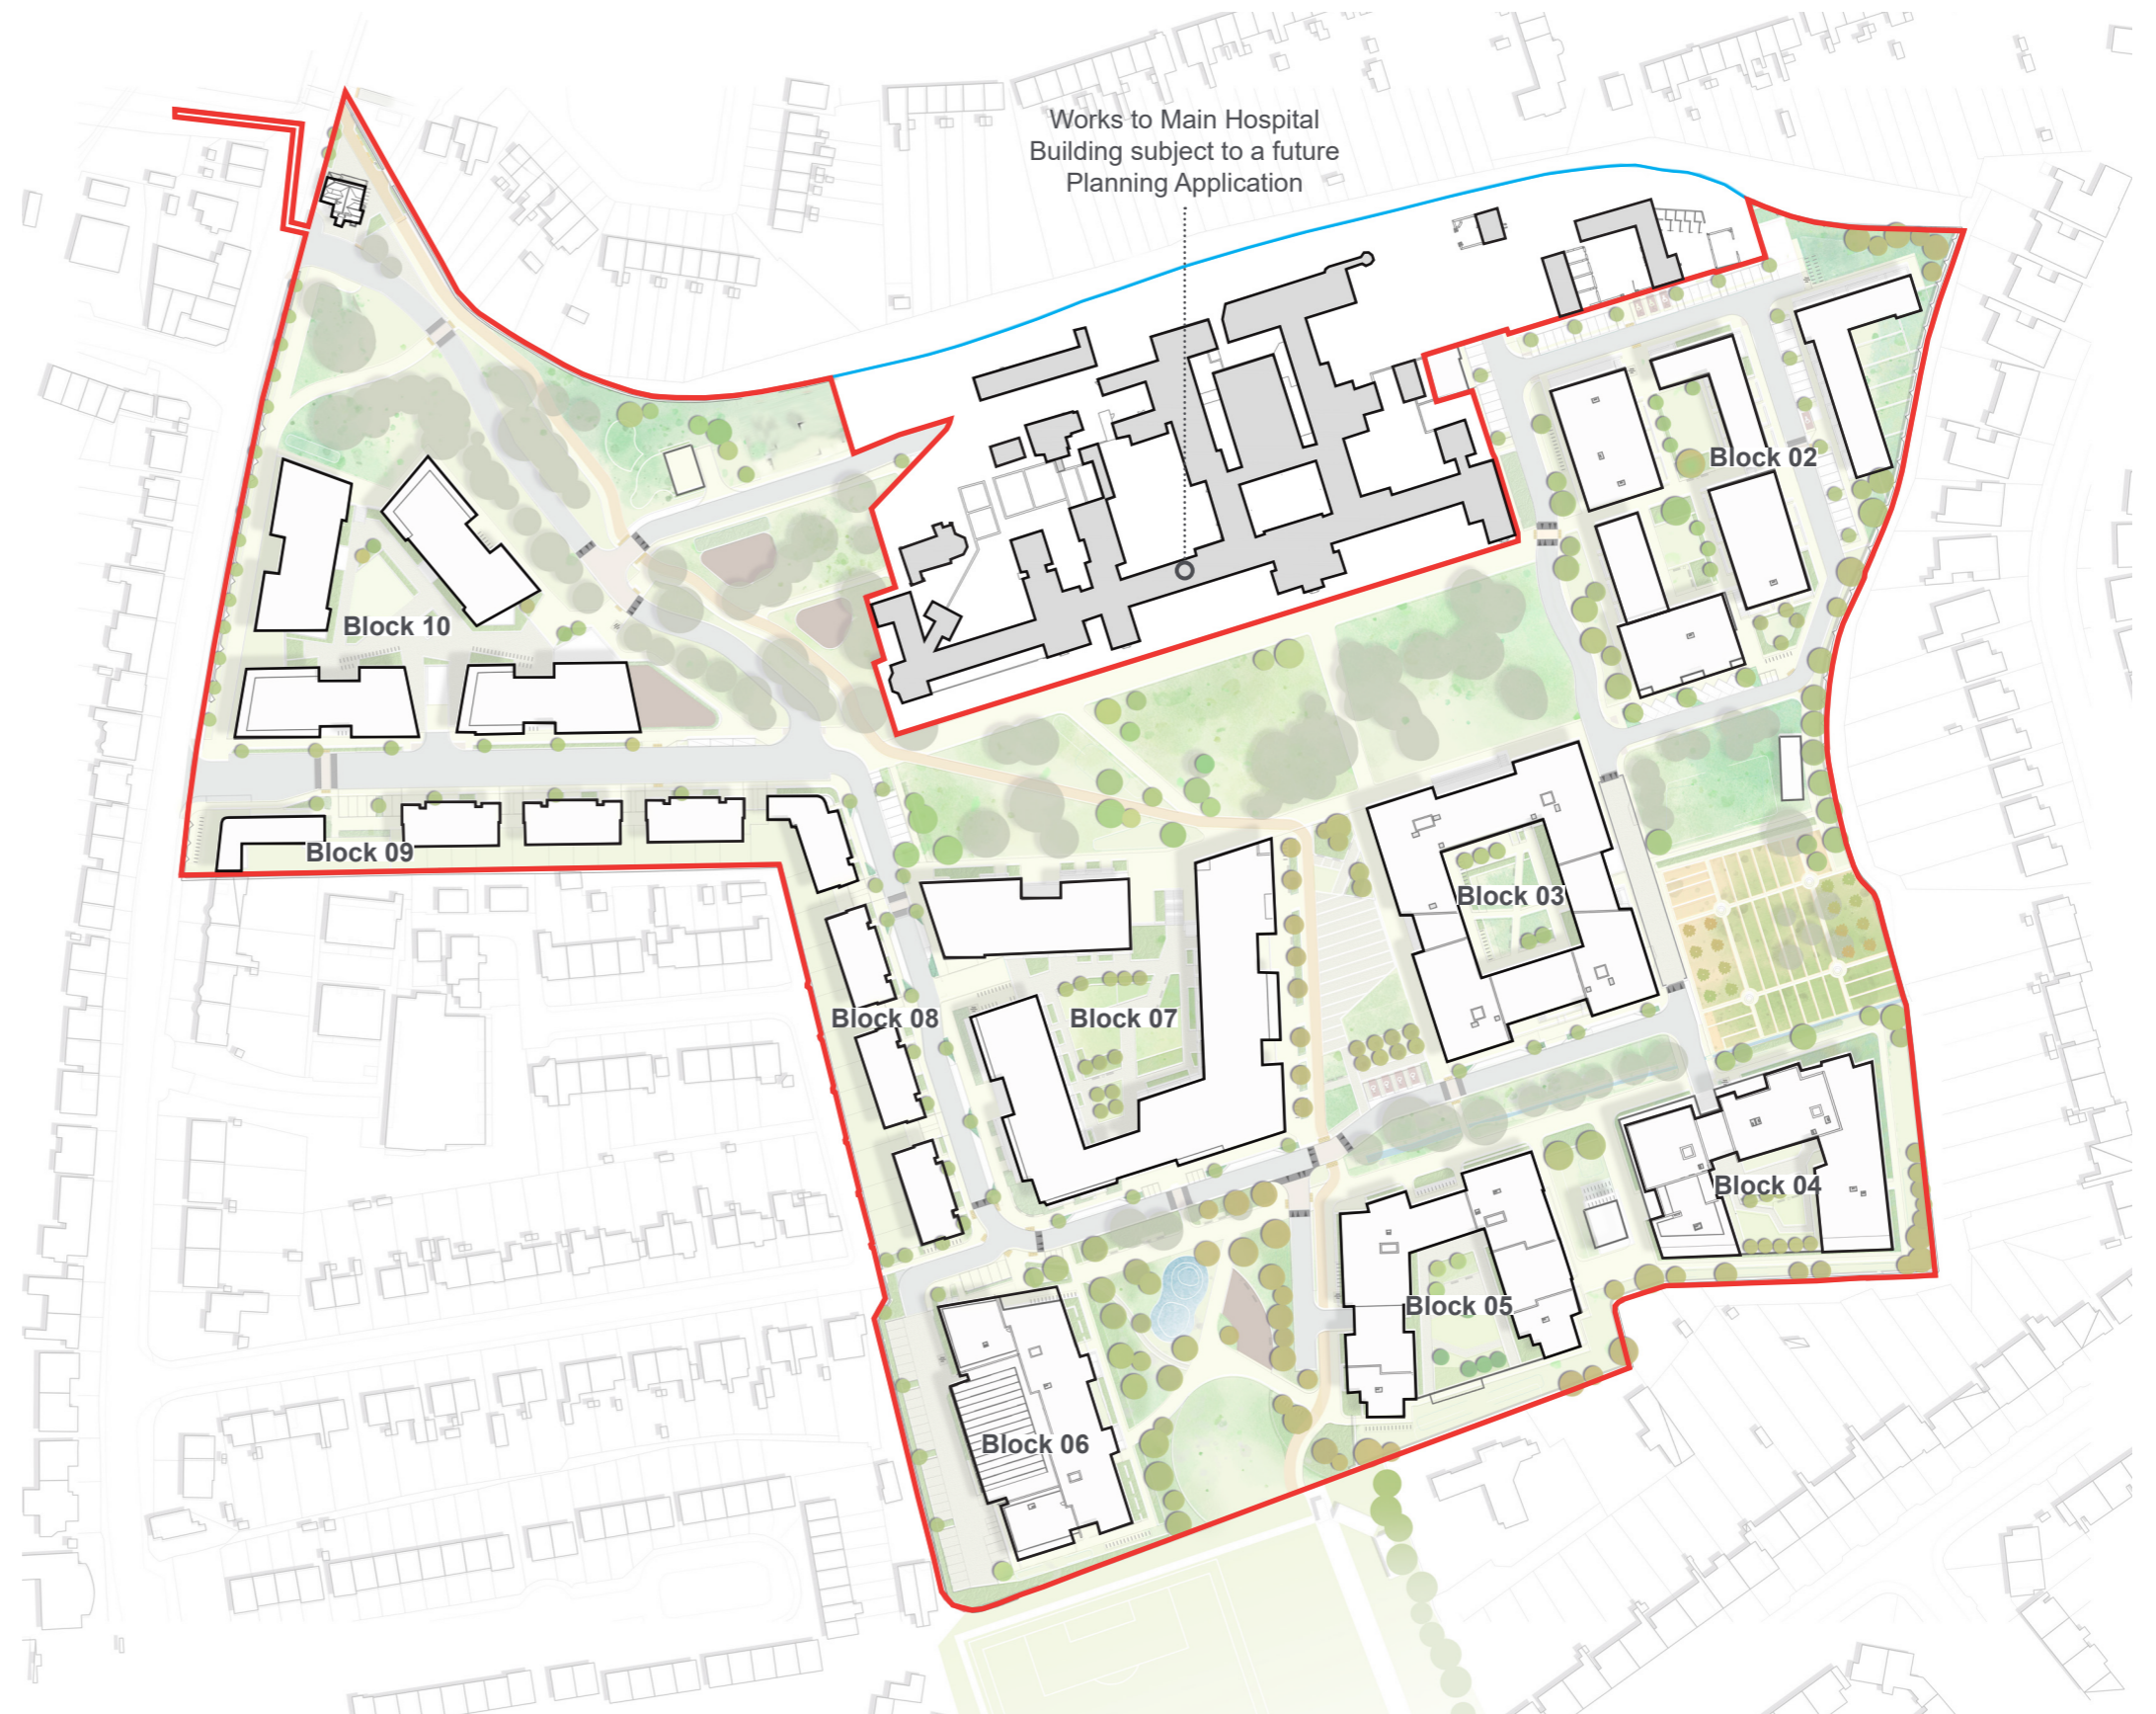 Works to Main Hospital
Building subject to a future
Planning Application
Block 02
Block 10
Block 09
Block 03
Block 08
Block 07
Block 04
Block 05
Block 06